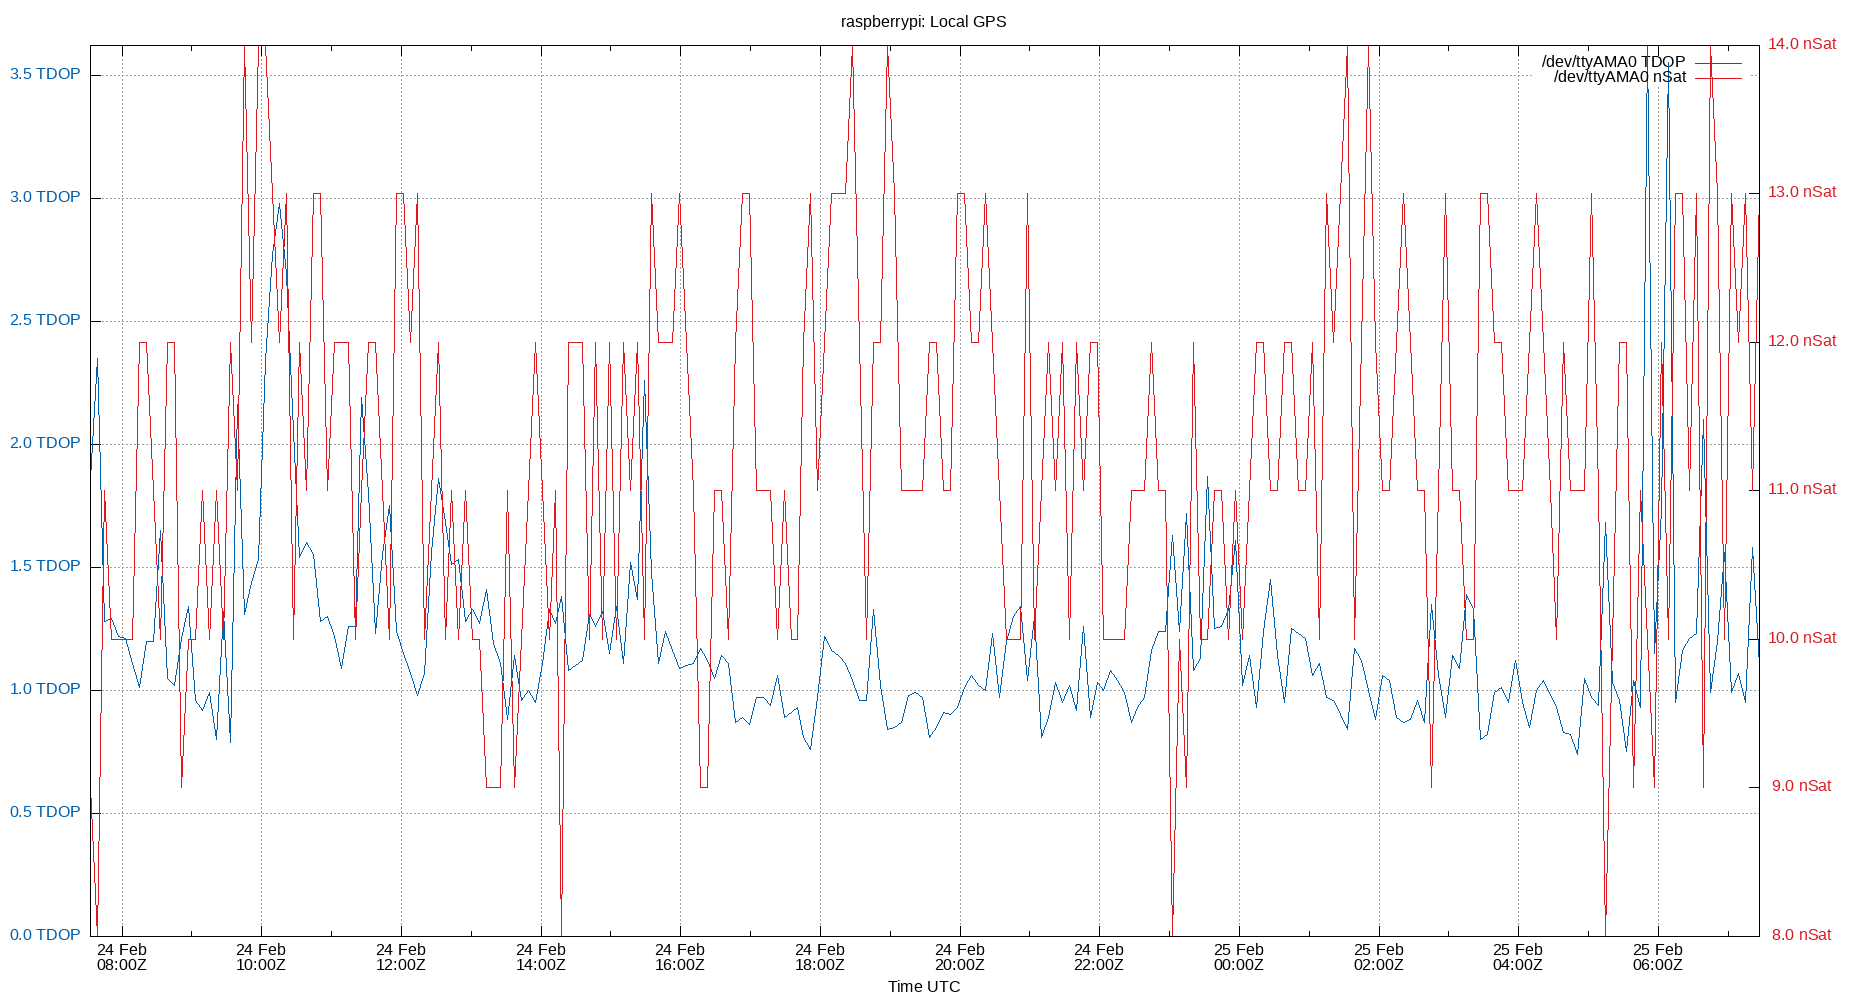 raspberrypi: Local GPS
/dev/ttyAMA0 TDOP
/dev/ttyAMA0 nSat
3.5 TDOP
3.0 TDOP
2.5 TDOP
2.0 TDOP
1.5 TDOP
1.0 TDOP
0.5 TDOP
0.0 TDOP
14.0 nSat
13.0 nSat
12.0 nSat
11.0 nSat
10.0 nSat
9.0 nSat
8.0 nSat
24 Feb
08:00Z
24 Feb
10:00Z
24 Feb
12:00Z
24 Feb
14:00Z
24 Feb
16:00Z
24 Feb
18:00Z
24 Feb
20:00Z
24 Feb
22:00Z
25 Feb
00:00Z
25 Feb
02:00Z
25 Feb
04:00Z
25 Feb
06:00Z
Time UTC